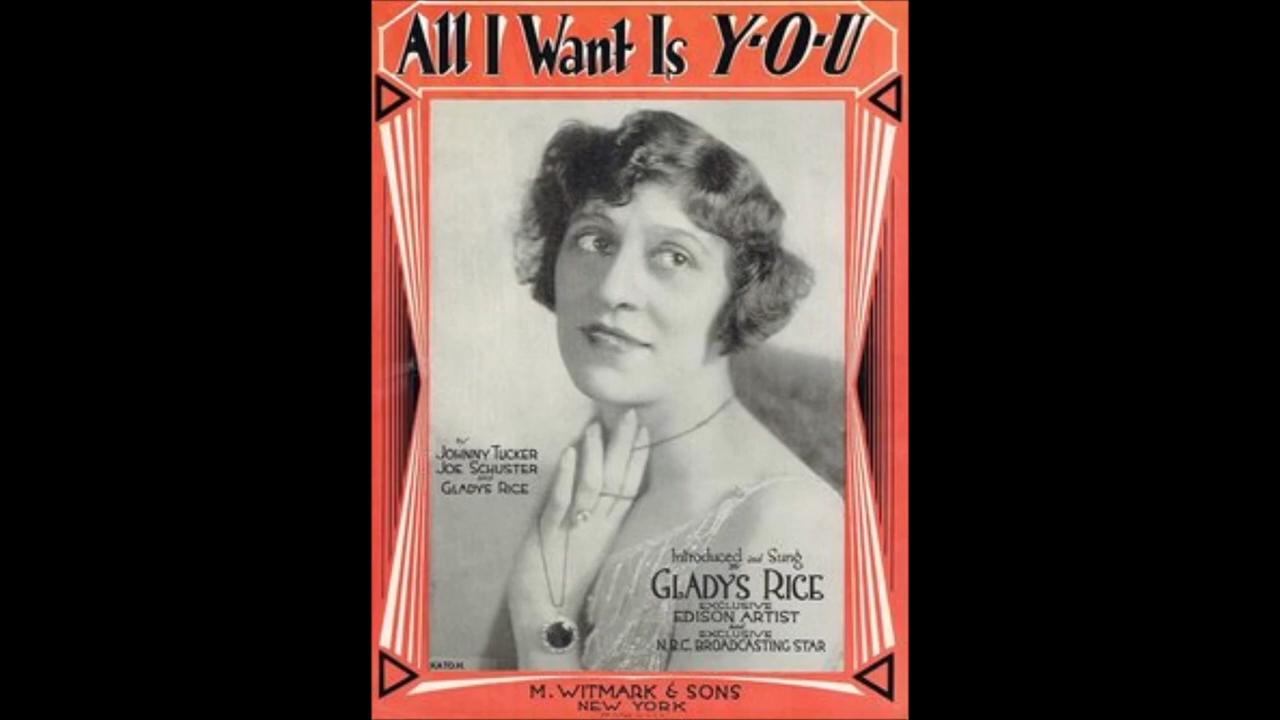 All I Want Is Y-O-U
by
JOHNNY TUCKER
JOE SCHUSTER
and
GLADYS RICE
Introduced and Sung
by
GLADYS RICE
EXCLUSIVE
EDISON ARTIST
and
EXCLUSIVE
N.B.C. BROADCASTING STAR
KATO.H.
M. WITMARK & SONS
NEW YORK